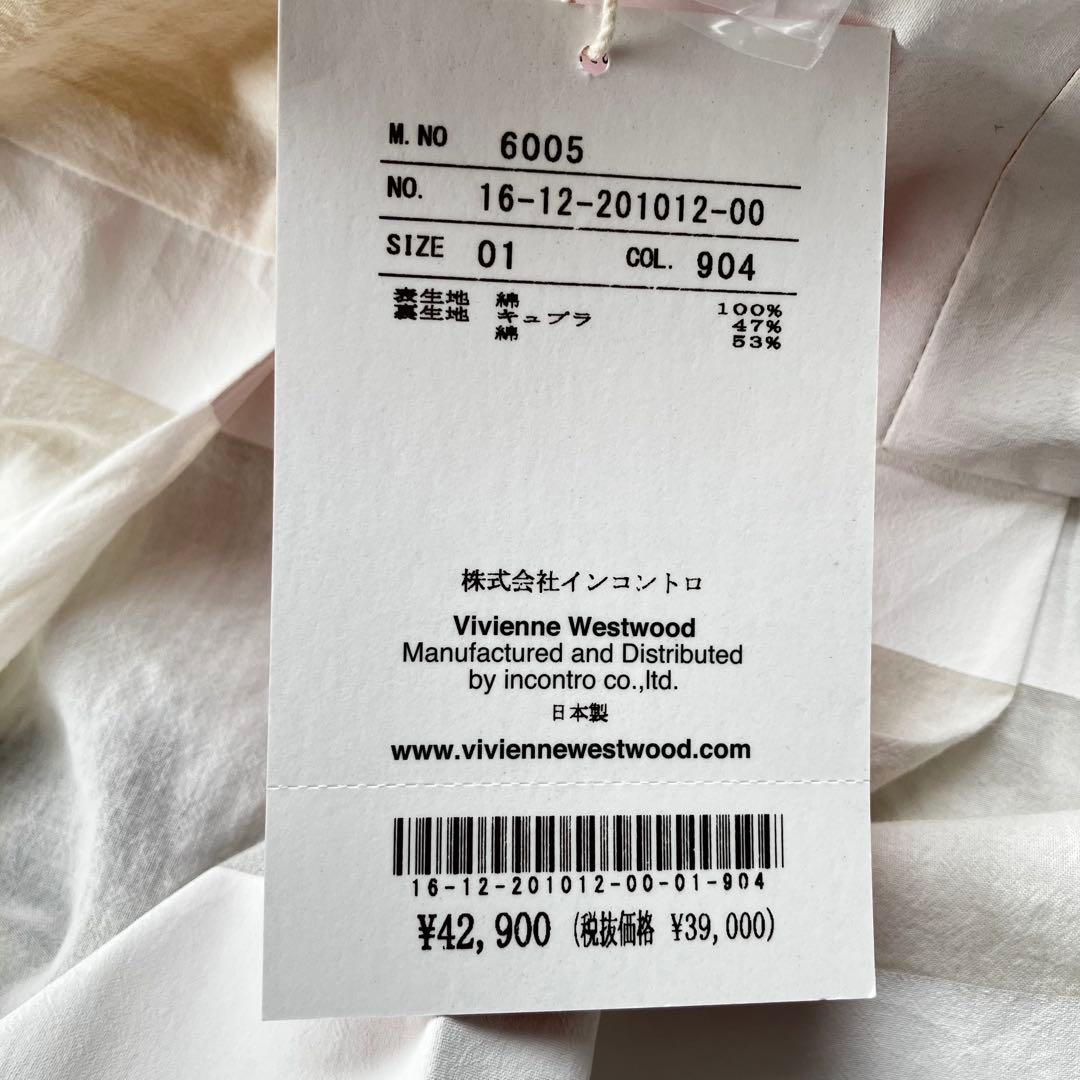 M.NO 6005
NO. 16-12-201012-00
SIZE 01 COL. 904
表生地 綿 100%
裏生地 キュプラ 47%
綿 53%
株式会社インコントロ
Vivienne Westwood
Manufactured and Distributed
by incontro co.,ltd.
日本製
www.viviennewestwood.com
16-12-201012-00-01-904
¥42,900 (税抜価格 ¥39,000)